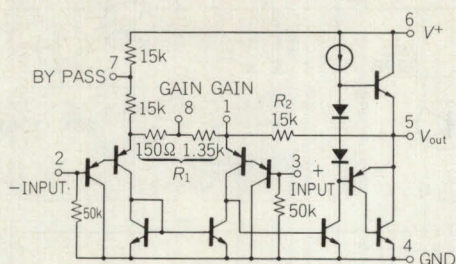 6
V⁺
7
15k
BY PASS
GAIN GAIN
8
1
15k
R₂
15k
5
Vout
150Ω 1.35k
R₁
2
−INPUT
3
+
INPUT
50k
50k
4
GND